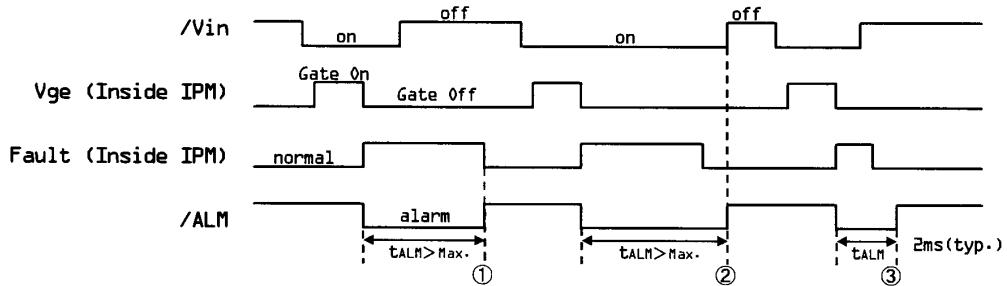 /Vin
on
off
on
off
Vge (Inside IPM)
Gate On
Gate Off
Fault (Inside IPM)
normal
/ALM
alarm
tALM>Max.
tALM>Max.
tALM
2ms(typ.)
①
②
③